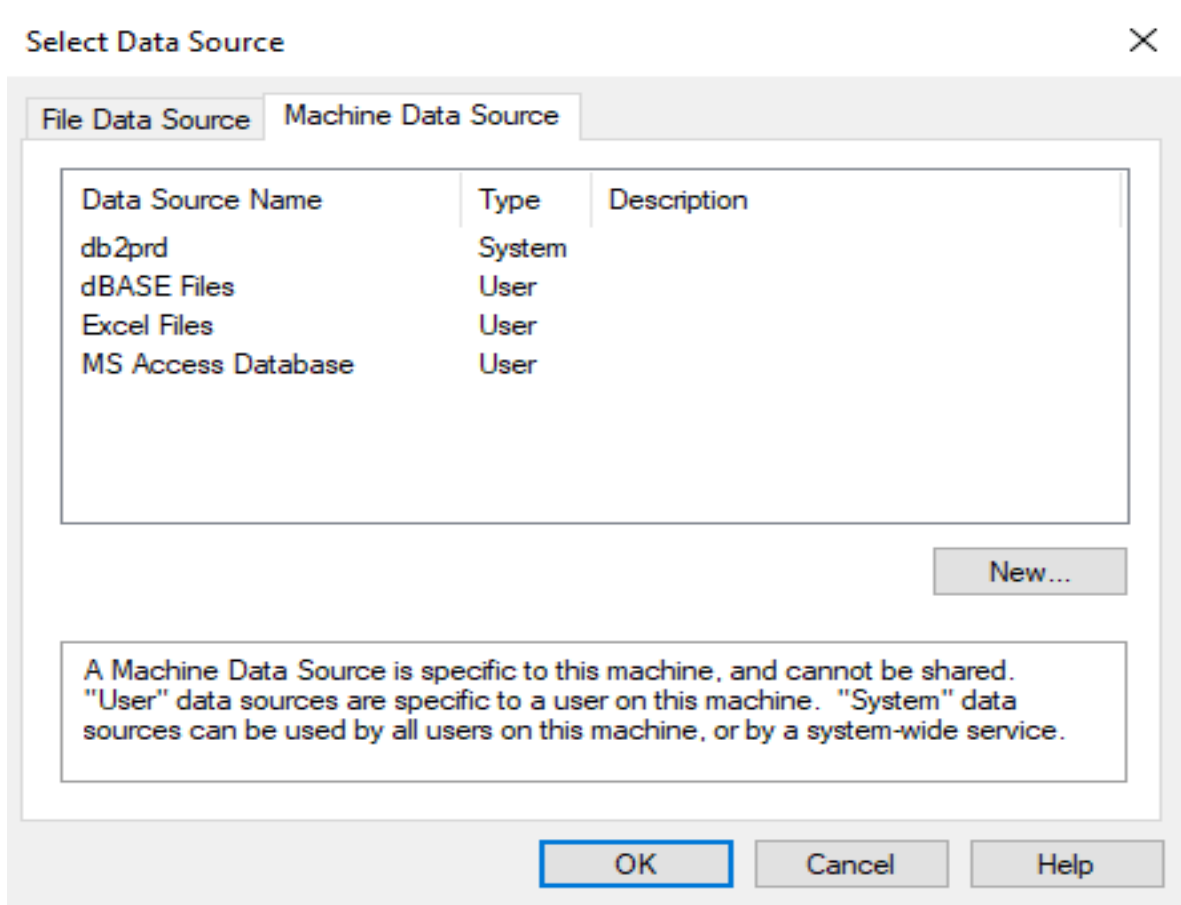 Select Data Source
File Data Source Machine Data Source
Data Source Name Type Description
db2prd System
dBASE Files User
Excel Files User
MS Access Database User
New...
A Machine Data Source is specific to this machine, and cannot be shared.
"User" data sources are specific to a user on this machine.  "System" data
sources can be used by all users on this machine, or by a system-wide service.
OK Cancel Help